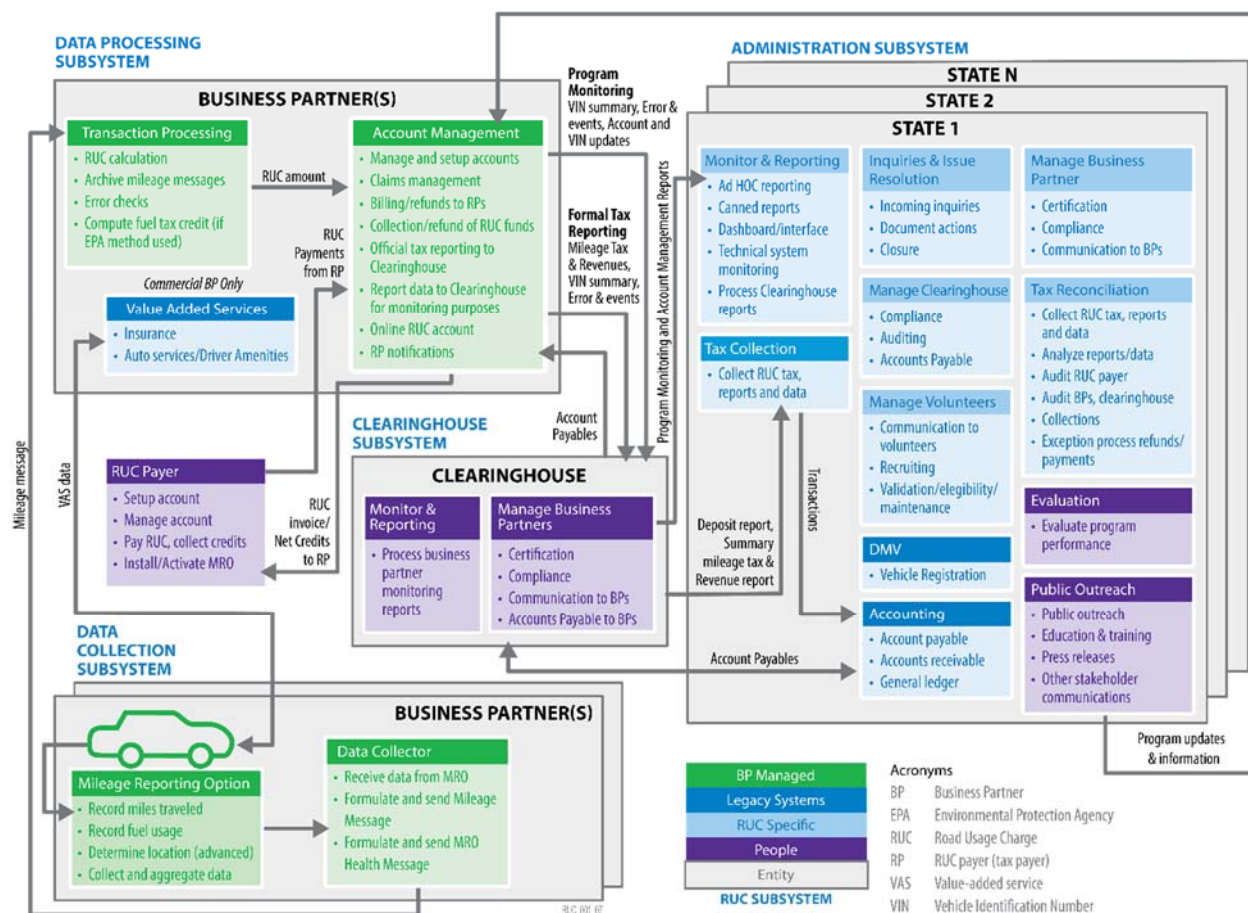 DATA PROCESSING
SUBSYSTEM
BUSINESS PARTNER(S)
Transaction Processing
• RUC calculation
• Archive mileage messages
• Error checks
• Compute fuel tax credit (if
EPA method used)
RUC amount
Account Management
• Manage and setup accounts
• Claims management
• Billing/refunds to RPs
• Collection/refund of RUC funds
• Official tax reporting to
Clearinghouse
• Report data to Clearinghouse
for monitoring purposes
• Online RUC account
• RP notifications
RUC
Payments
from RP
Commercial BP Only
Value Added Services
• Insurance
• Auto services/Driver Amenities
Program
Monitoring
VIN summary, Error &
events, Account and
VIN updates
Formal Tax
Reporting
Mileage Tax
& Revenues,
VIN summary,
Error & events
Program Monitoring and Account Management Reports
Mileage message
VAS data
RUC Payer
• Setup account
• Manage account
• Pay RUC, collect credits
• Install/Activate MRO
RUC
invoice/
Net Credits
to RP
Account
Payables
CLEARINGHOUSE
SUBSYSTEM
CLEARINGHOUSE
Monitor &
Reporting
• Process business
partner
monitoring
reports
Manage Business
Partners
• Certification
• Compliance
• Communication to BPs
• Accounts Payable to BPs
Deposit report,
Summary
mileage tax &
Revenue report
Transactions
Account Payables
ADMINISTRATION SUBSYSTEM
STATE N
STATE 2
STATE 1
Monitor & Reporting
• Ad HOC reporting
• Canned reports
• Dashboard/interface
• Technical system
monitoring
• Process Clearinghouse
reports
Tax Collection
• Collect RUC tax,
reports and data
Inquiries & Issue
Resolution
• Incoming inquiries
• Document actions
• Closure
Manage Clearinghouse
• Compliance
• Auditing
• Accounts Payable
Manage Volunteers
• Communication to
volunteers
• Recruiting
• Validation/elegibility/
maintenance
DMV
• Vehicle Registration
Accounting
• Account payable
• Accounts receivable
• General ledger
Manage Business
Partner
• Certification
• Compliance
• Communication to BPs
Tax Reconciliation
• Collect RUC tax, reports
and data
• Analyze reports/data
• Audit RUC payer
• Audit BPs, clearinghouse
• Collections
• Exception process refunds/
payments
Evaluation
• Evaluate program
performance
Public Outreach
• Public outreach
• Education & training
• Press releases
• Other stakeholder
communications
Program updates
& information
DATA
COLLECTION
SUBSYSTEM
BUSINESS PARTNER(S)
Mileage Reporting Option
• Record miles traveled
• Record fuel usage
• Determine location (advanced)
• Collect and aggregate data
Data Collector
• Receive data from MRO
• Formulate and send Mileage
Message
• Formulate and send MRO
Health Message
BP Managed
Legacy Systems
RUC Specific
People
Entity
RUC SUBSYSTEM
Acronyms
BP Business Partner
EPA Environmental Protection Agency
RUC Road Usage Charge
RP RUC payer (tax payer)
VAS Value-added service
VIN Vehicle Identification Number